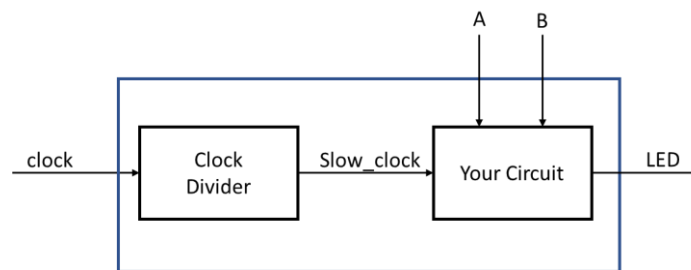 A
B
clock
Clock
Divider
Slow_clock
Your Circuit
LED